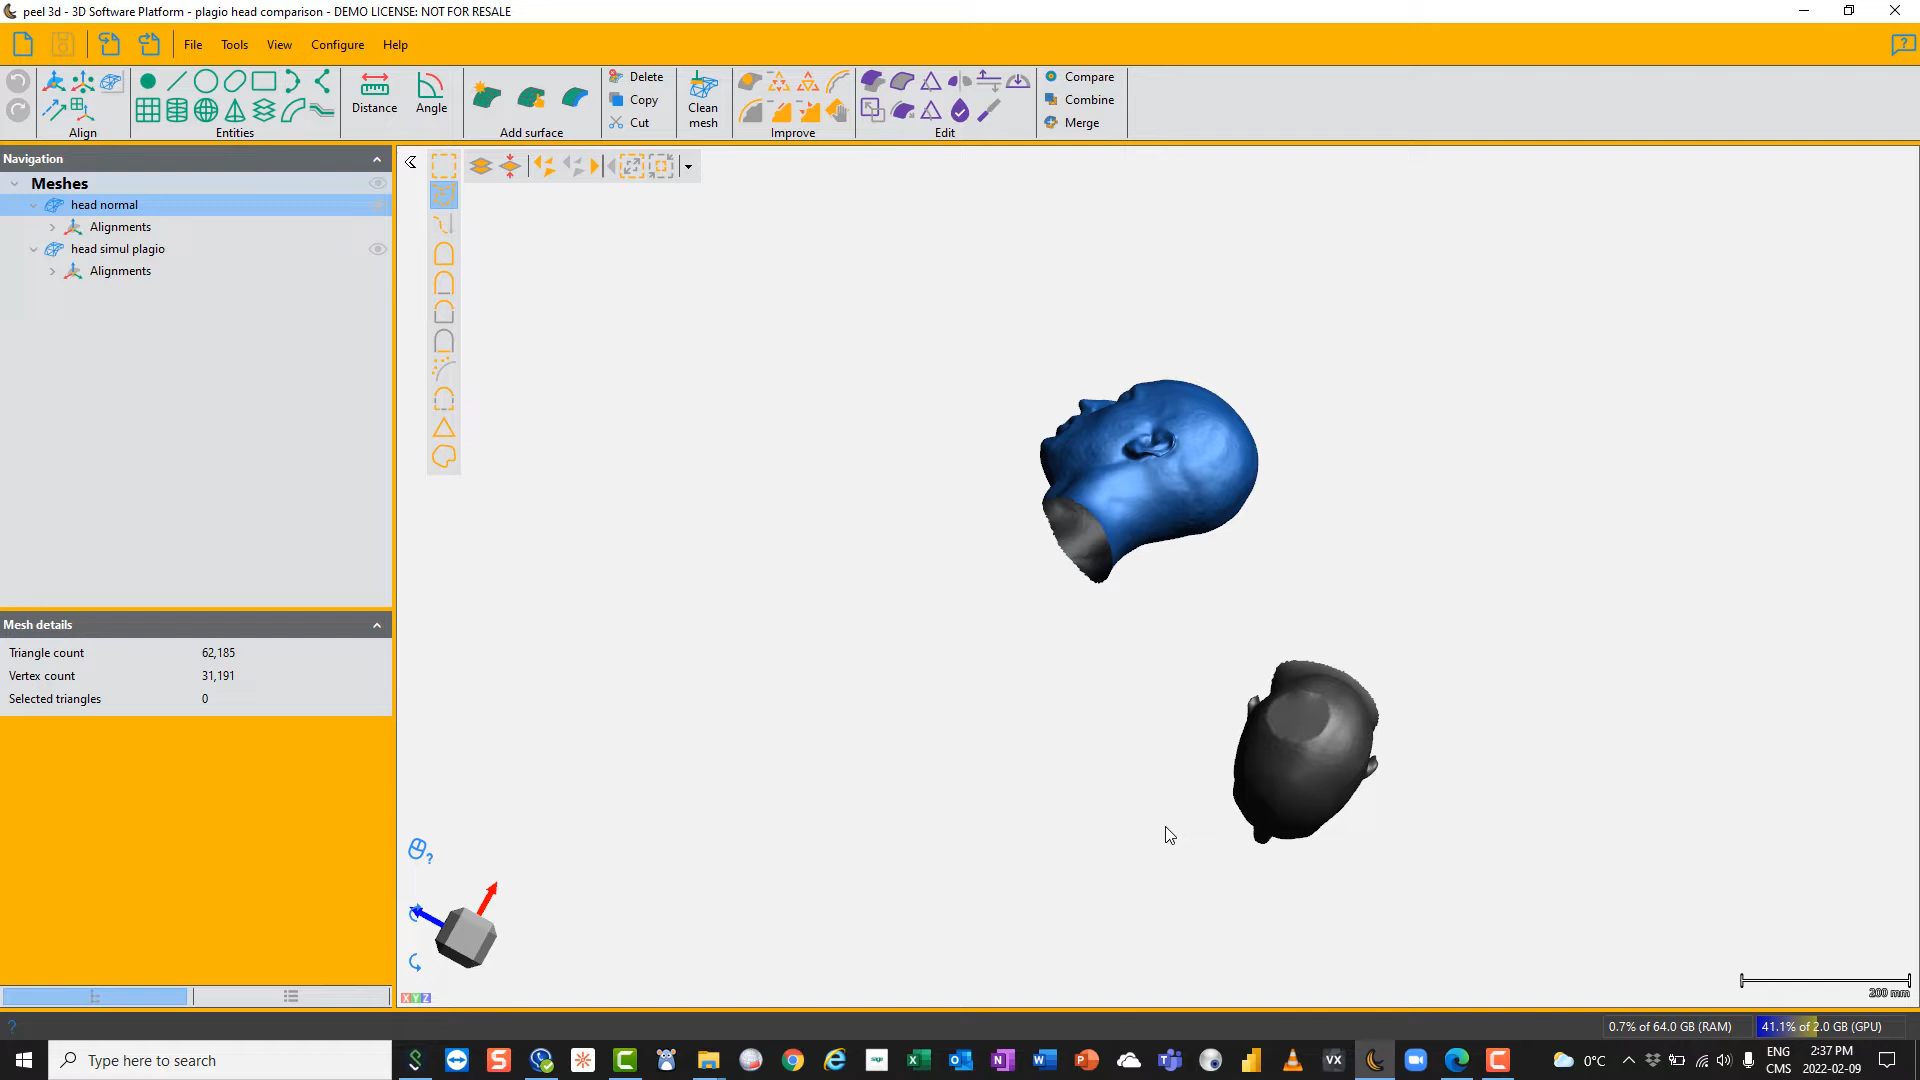 peel 3d - 3D Software Platform - plagio head comparison - DEMO LICENSE: NOT FOR RESALE
File Tools View Configure Help
Delete
Copy
Cut
Distance Angle
Clean mesh
Compare
Combine
Merge
Align Entities Add surface Improve Edit
Navigation
Meshes
head normal
Alignments
head simul plagio
Alignments
Mesh details
Triangle count 62,185
Vertex count 31,191
Selected triangles 0
?
XYZ
200 mm
?
0.7% of 64.0 GB (RAM) 41.1% of 2.0 GB (GPU)
Type here to search
sage
VX
0°C
ENG
CMS
2:37 PM
2022-02-09